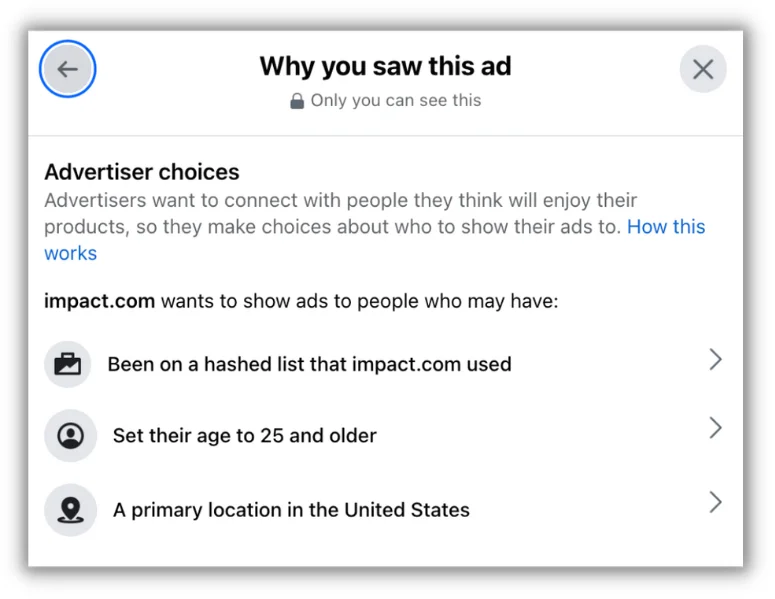 Why you saw this ad
Only you can see this
Advertiser choices
Advertisers want to connect with people they think will enjoy their
products, so they make choices about who to show their ads to. How this
works
impact.com wants to show ads to people who may have:
Been on a hashed list that impact.com used
Set their age to 25 and older
A primary location in the United States